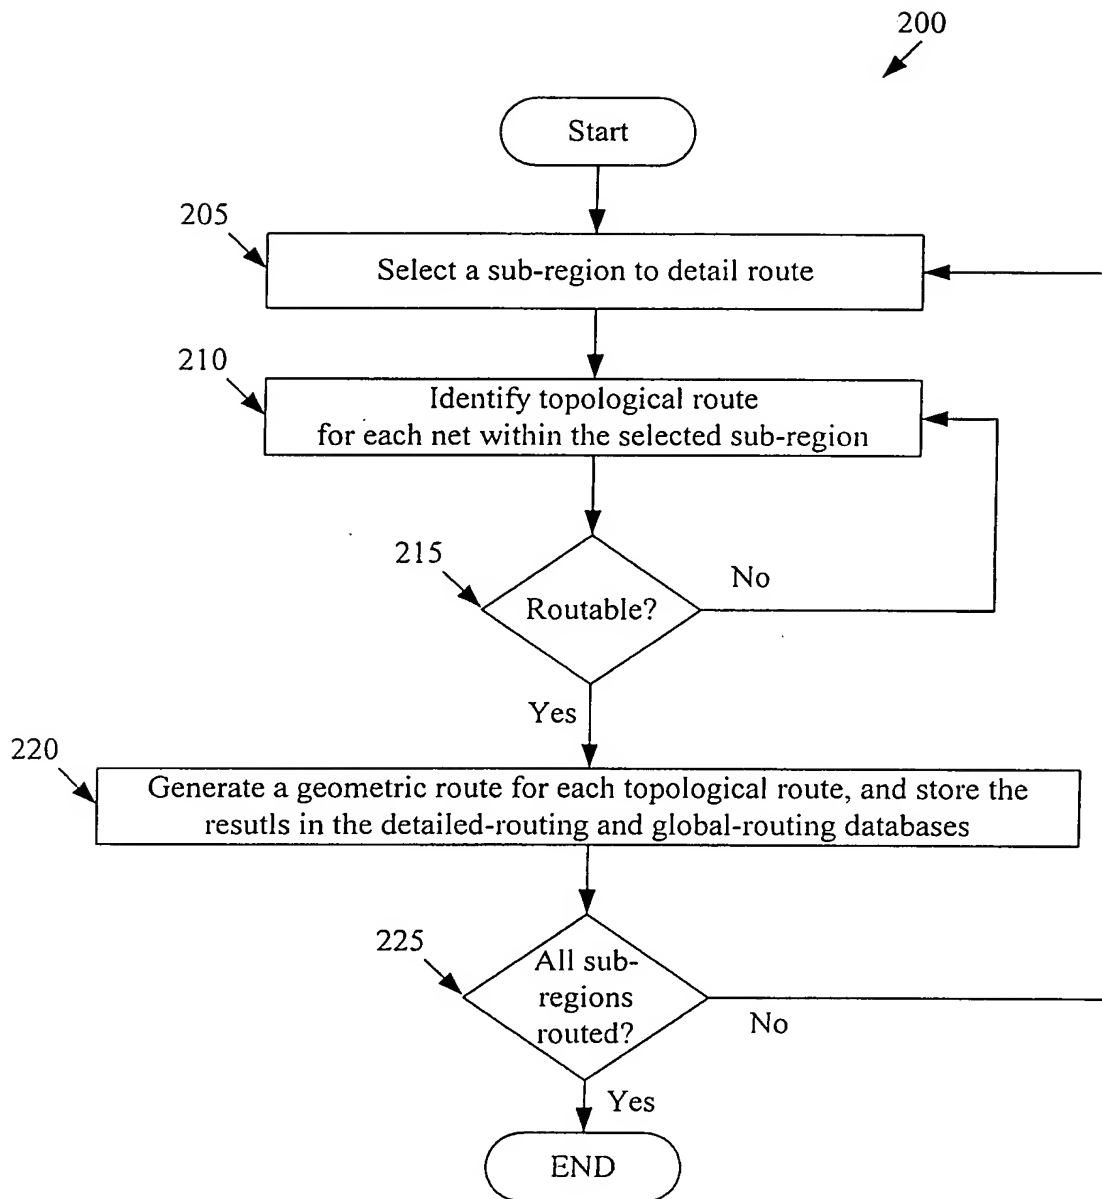 200
Start
205
Select a sub-region to detail route
210
Identify topological route
for each net within the selected sub-region
215
Routable?
No
Yes
220
Generate a geometric route for each topological route, and store the
resutls in the detailed-routing and global-routing databases
225
All sub-
regions
routed?
No
Yes
END